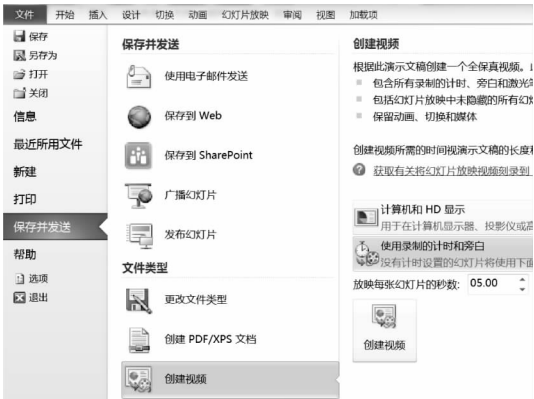 文件 开始 插入 设计 切换 动画 幻灯片放映 审阅 视图 加载项
保存
另存为
打开
关闭
信息
最近所用文件
新建
打印
保存并发送
帮助
选项
退出
保存并发送
使用电子邮件发送
保存到 Web
保存到 SharePoint
广播幻灯片
发布幻灯片
文件类型
更改文件类型
创建 PDF/XPS 文档
创建视频
创建视频
根据此演示文稿创建一个全保真视频。
包含所有录制的计时、旁白和激光
包括幻灯片放映中未隐藏的所有幻
保留动画、切换和媒体
创建视频所需的时间视演示文稿的长度
获取有关将幻灯片放映视频刻录到
计算机和 HD 显示
用于在计算机显示器、投影仪或高
使用录制的计时和旁白
没有计时设置的幻灯片将使用下面
放映每张幻灯片的秒数: 05.00
创建视频